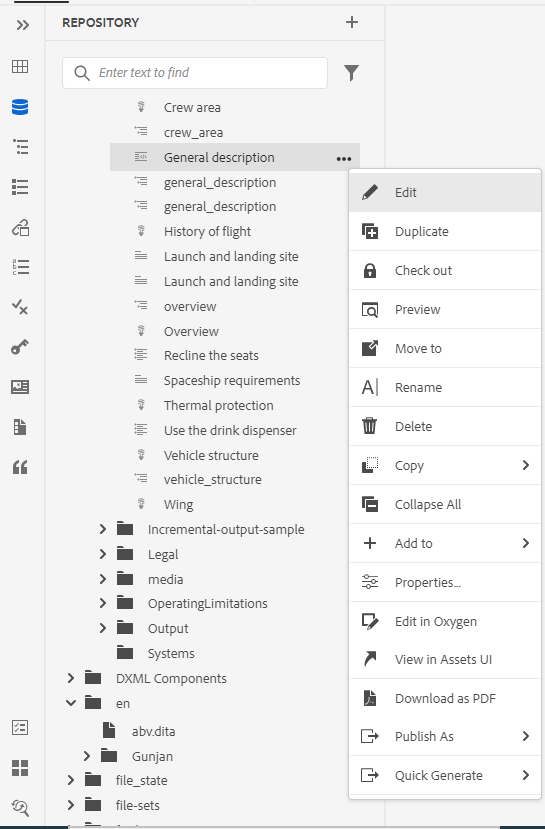 REPOSITORY
Enter text to find
Crew area
crew_area
General description
general_description
general_description
History of flight
Launch and landing site
Launch and landing site
overview
Overview
Recline the seats
Spaceship requirements
Thermal protection
Use the drink dispenser
Vehicle structure
vehicle_structure
Wing
Incremental-output-sample
Legal
media
OperatingLimitations
Output
Systems
DXML Components
en
abv.dita
Gunjan
file_state
file-sets
Edit
Duplicate
Check out
Preview
Move to
Rename
Delete
Copy
Collapse All
Add to
Properties...
Edit in Oxygen
View in Assets UI
Download as PDF
Publish As
Quick Generate